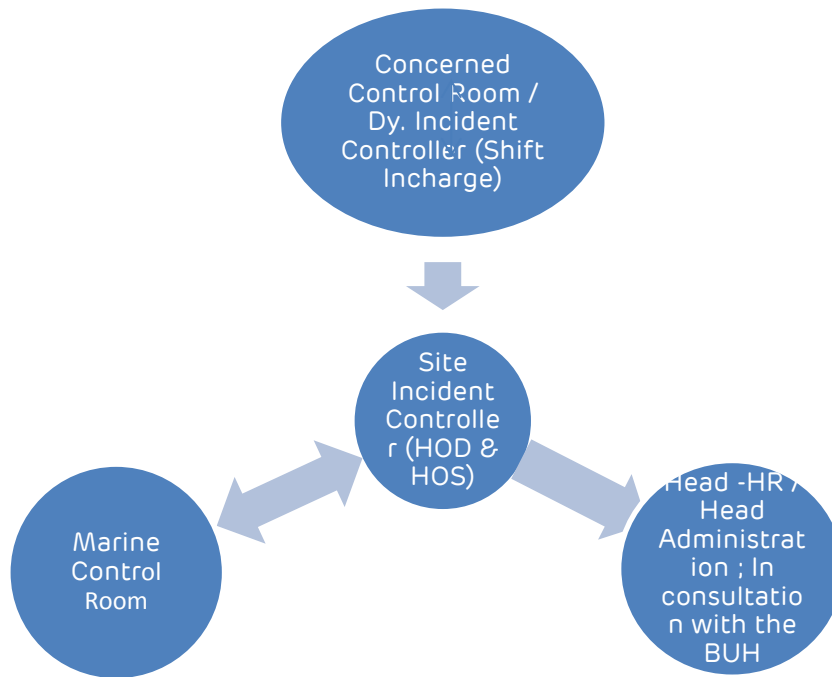 Concerned
Control Room /
Dy. Incident
Controller (Shift
Incharge)
Site
Incident
Controlle
r (HOD &
HOS)
Marine
Control
Room
Head -HR /
Head
Administrat
ion ; In
consultatio
n with the
BUH